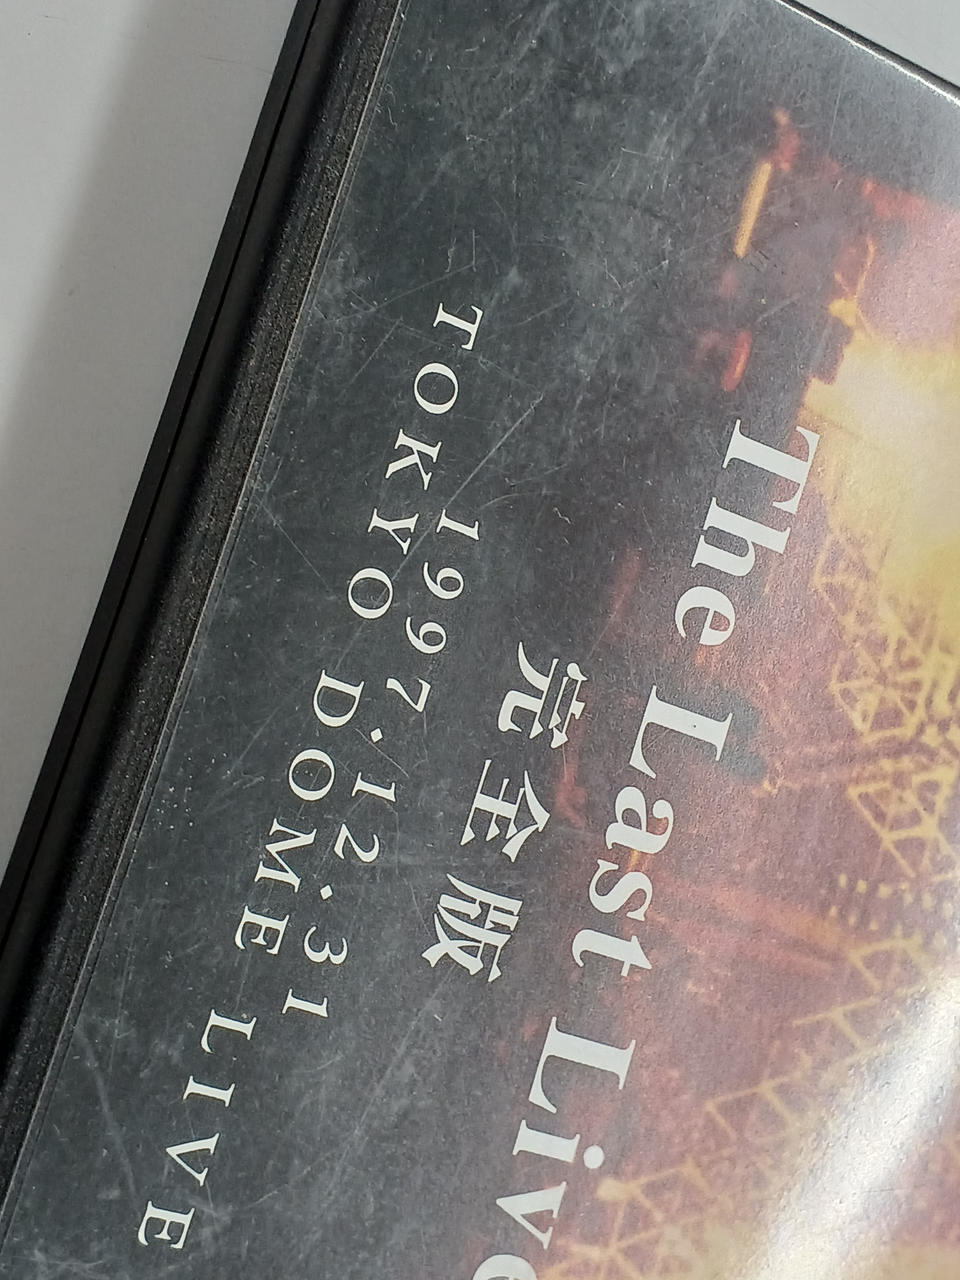 The Last Live
完全版
1997.12.31
TOKYO DOME LIVE